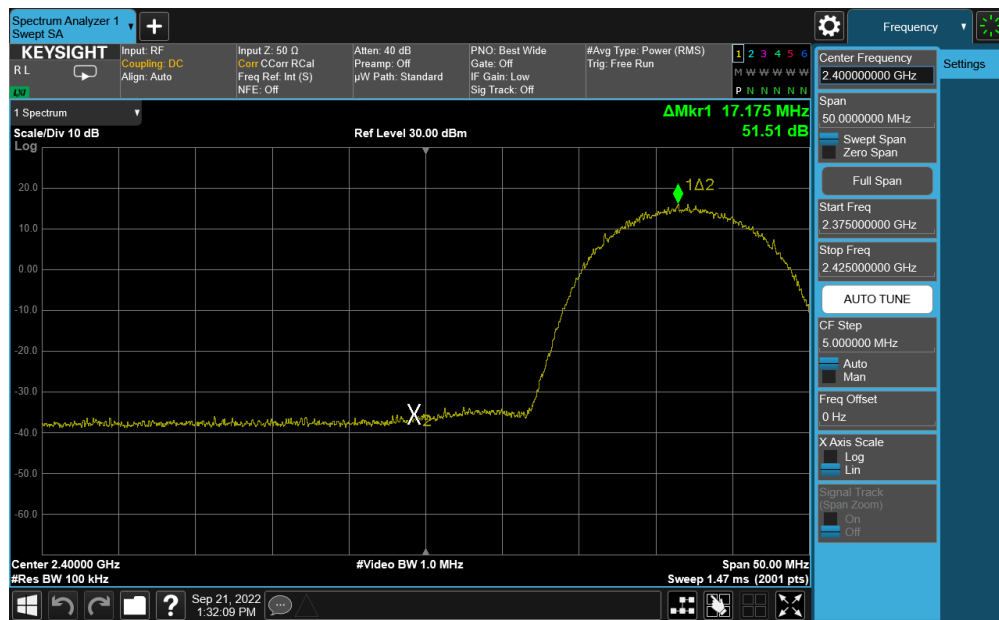 Spectrum Analyzer 1
Swept SA
Frequency
KEYSIGHT
R L
LXI
Input: RF
Coupling: DC
Align: Auto
Input Z: 50 Ω
Corr CCorr RCal
Freq Ref: Int (S)
NFE: Off
Atten: 40 dB
Preamp: Off
µW Path: Standard
PNO: Best Wide
Gate: Off
IF Gain: Low
Sig Track: Off
#Avg Type: Power (RMS)
Trig: Free Run
1 2 3 4 5 6
M W W W W W
P N N N N N
1 Spectrum
Scale/Div 10 dB
Log
Ref Level 30.00 dBm
ΔMkr1 17.175 MHz
51.51 dB
1Δ2
20.0
10.0
0.00
-10.0
-20.0
-30.0
-40.0
-50.0
-60.0
X2
Center 2.40000 GHz
#Res BW 100 kHz
#Video BW 1.0 MHz
Span 50.00 MHz
Sweep 1.47 ms (2001 pts)
Sep 21, 2022
1:32:09 PM
Center Frequency
2.400000000 GHz
Settings
Span
50.0000000 MHz
Swept Span
Zero Span
Full Span
Start Freq
2.375000000 GHz
Stop Freq
2.425000000 GHz
AUTO TUNE
CF Step
5.000000 MHz
Auto
Man
Freq Offset
0 Hz
X Axis Scale
Log
Lin
Signal Track
(Span Zoom)
On
Off